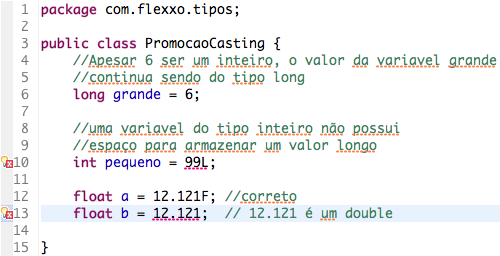 1 package com.flexxo.tipos;
2
3 public class PromocaoCasting {
4 //Apesar 6 ser um inteiro, o valor da variavel grande
5 //continua sendo do tipo long
6 long grande = 6;
7
8 //uma variavel do tipo inteiro não possui
9 //espaco para armazenar um valor longo
10 int pequeno = 99L;
11
12 float a = 12.121F; //correto
13 float b = 12.121; // 12.121 é um double
14
15 }